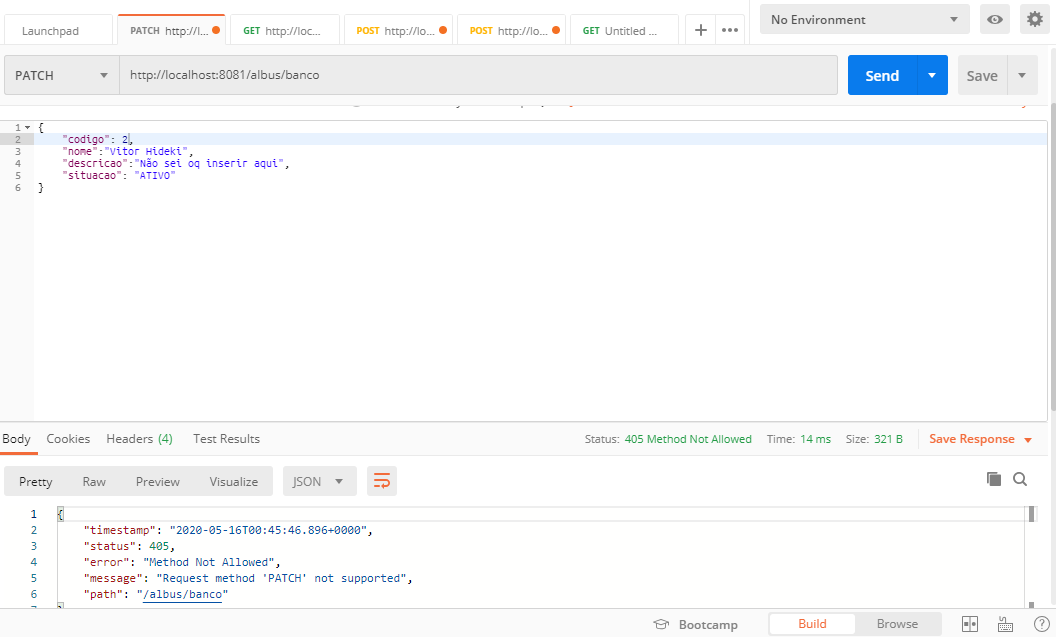 Launchpad
PATCH http://l...
GET http://loc...
POST http://lo...
POST http://lo...
GET Untitled ...
No Environment
PATCH
http://localhost:8081/albus/banco
Send
Save
1 {
2 "codigo": 2,
3 "nome":"Vitor Hideki",
4 "descricao":"Não sei oq inserir aqui",
5 "situacao": "ATIVO"
6 }
Body Cookies Headers (4) Test Results
Status: 405 Method Not Allowed Time: 14 ms Size: 321 B Save Response
Pretty Raw Preview Visualize JSON
1 {
2 "timestamp": "2020-05-16T00:45:46.896+0000",
3 "status": 405,
4 "error": "Method Not Allowed",
5 "message": "Request method 'PATCH' not supported",
6 "path": "/albus/banco"
Bootcamp Build Browse